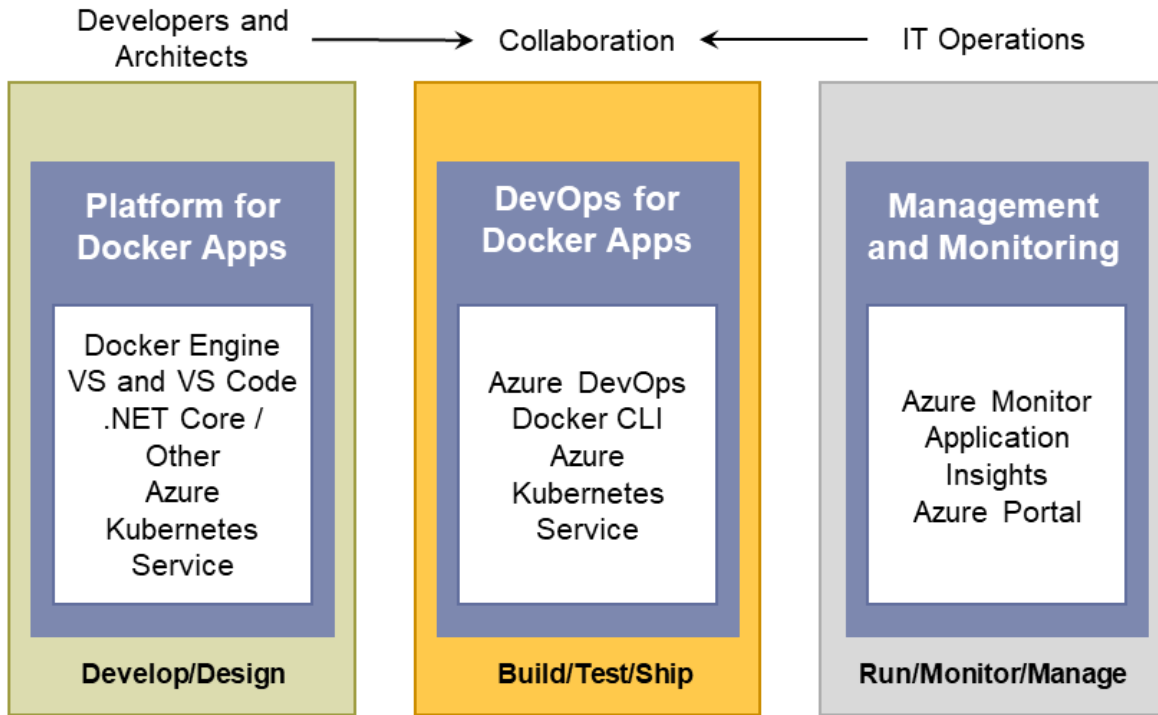 Developers and
Architects
Collaboration
IT Operations
Platform for
Docker Apps
Docker Engine
VS and VS Code
.NET Core /
Other
Azure
Kubernetes
Service
Develop/Design
DevOps for
Docker Apps
Azure DevOps
Docker CLI
Azure
Kubernetes
Service
Build/Test/Ship
Management
and Monitoring
Azure Monitor
Application
Insights
Azure Portal
Run/Monitor/Manage